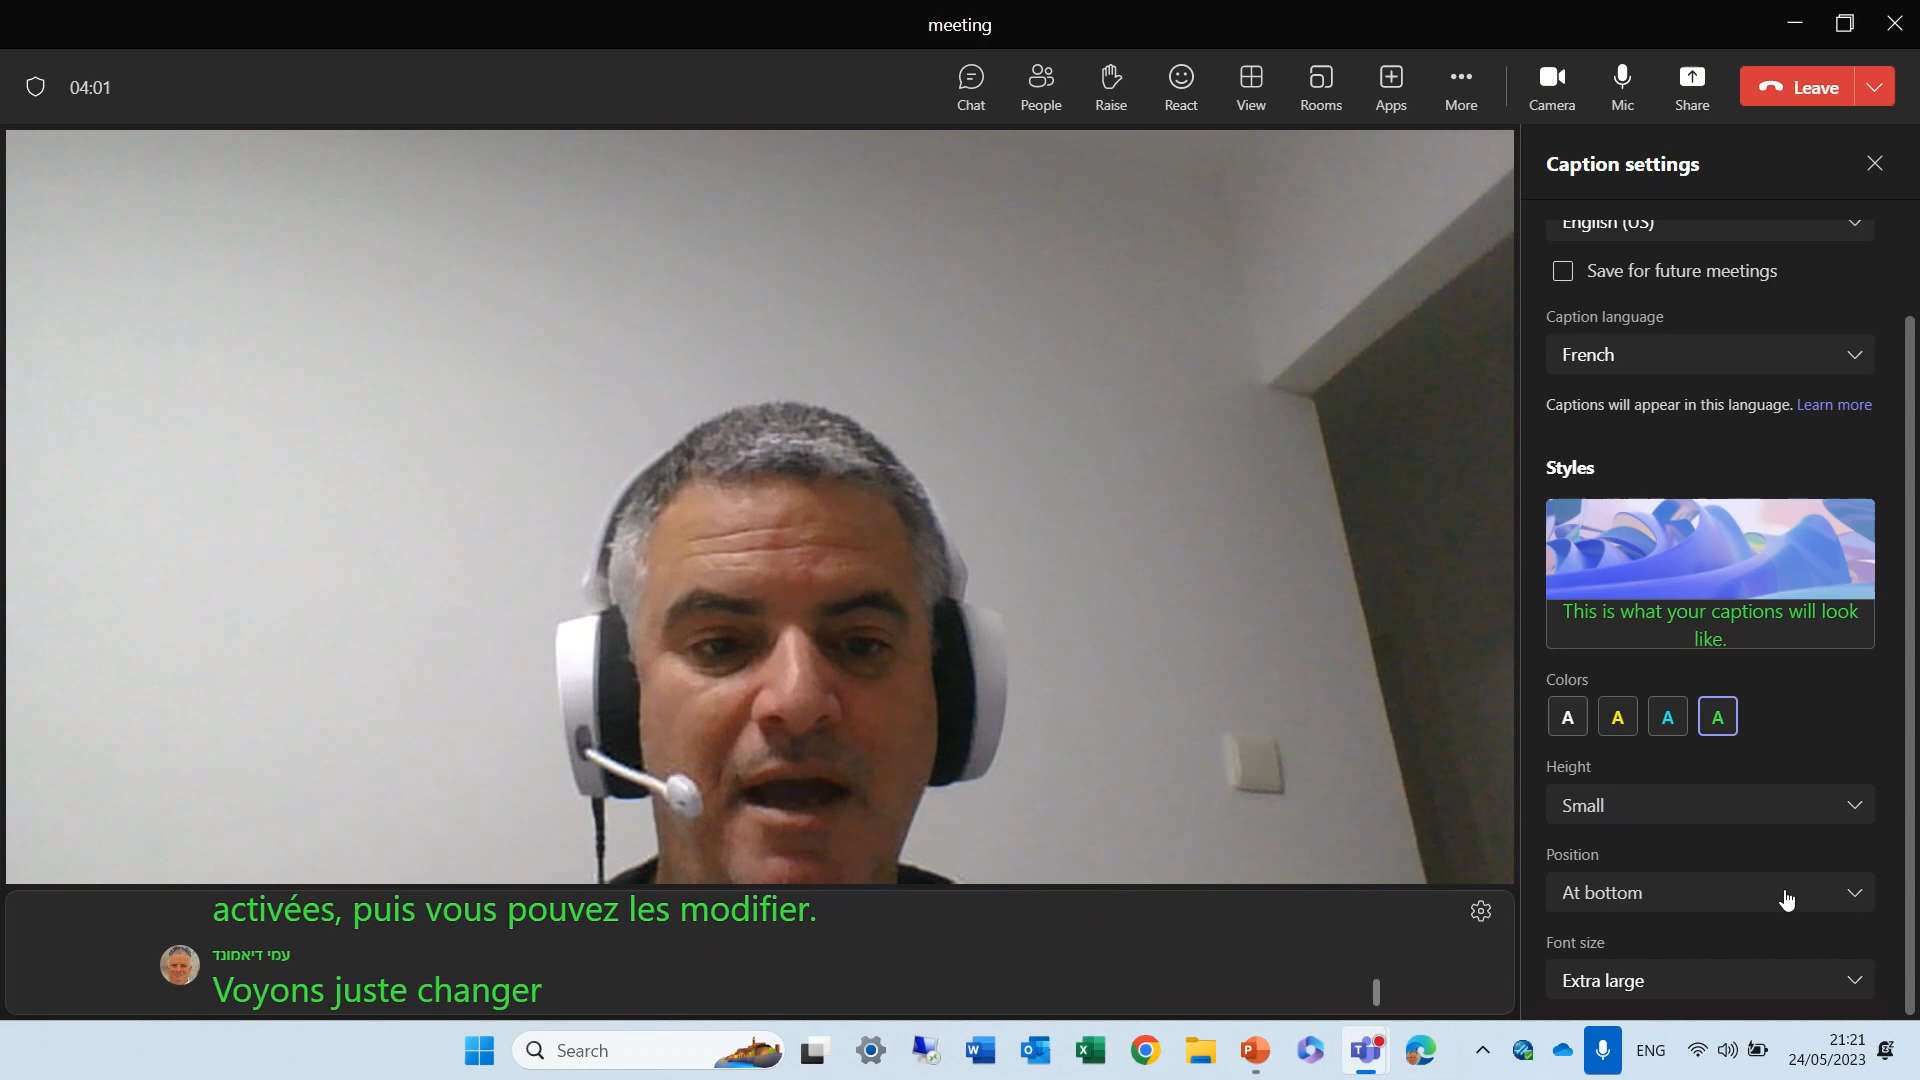 meeting
04:01
Chat
People
Raise
React
View
Rooms
Apps
More
Camera
Mic
Share
Leave
Caption settings
English (US)
Save for future meetings
Caption language
French
Captions will appear in this language. Learn more
Styles
This is what your captions will look
like.
Colors
A A A A
Height
Small
Position
At bottom
Font size
Extra large
activées, puis vous pouvez les modifier.
עמי דיאמונד
Voyons juste changer
Search
ENG
21:21
24/05/2023